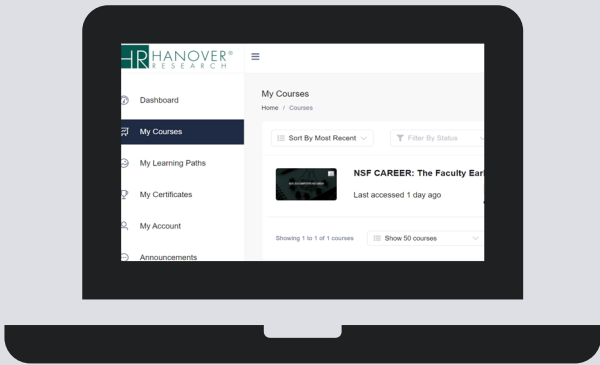 HR HANOVER®
RESEARCH
Dashboard
My Courses
My Learning Paths
My Certificates
My Account
Announcements
My Courses
Home / Courses
Sort By Most Recent
Filter By Status
NSF CAREER: The Faculty Earl
Last accessed 1 day ago
Showing 1 to 1 of 1 courses
Show 50 courses